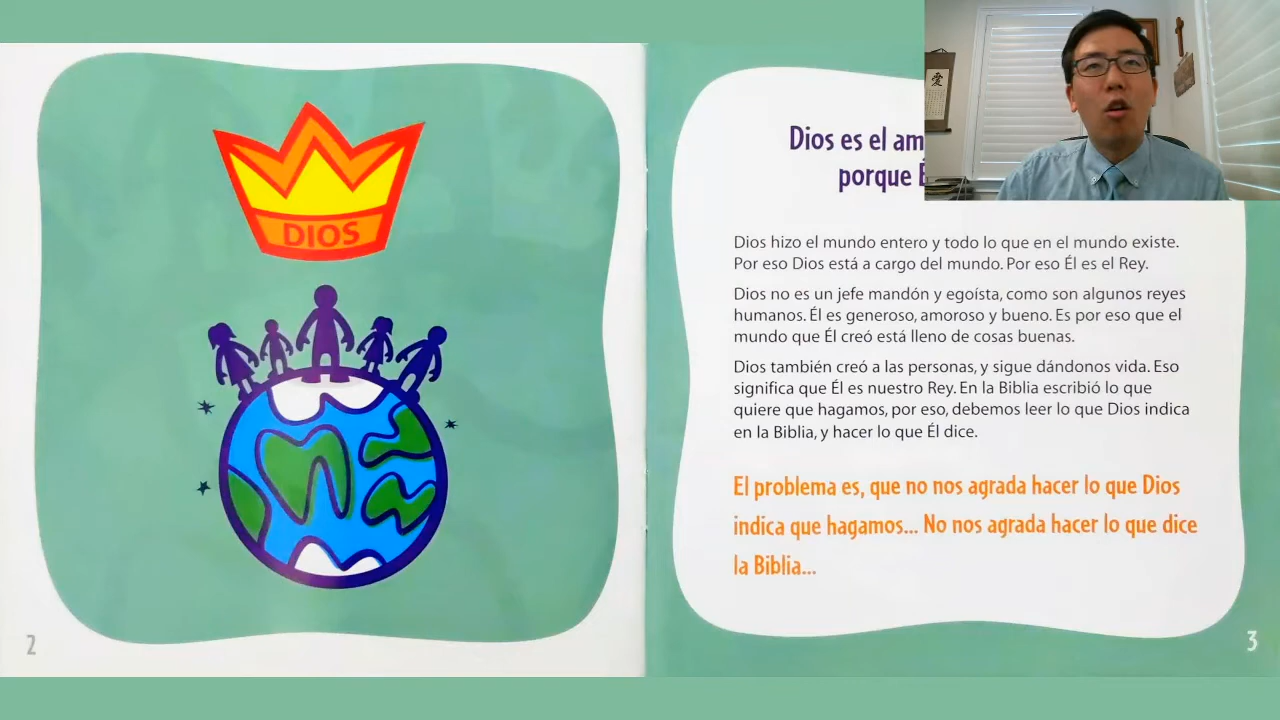 DIOS
2
Dios es el
porque
Dios hizo el mundo entero y todo lo que en el mundo existe.
Por eso Dios está a cargo del mundo. Por eso Él es el Rey.
Dios no es un jefe mandón y egoísta, como son algunos reyes
humanos. Él es generoso, amoroso y bueno. Es por eso que el
mundo que Él creó está lleno de cosas buenas.
Dios también creó a las personas, y sigue dándonos vida. Eso
significa que Él es nuestro Rey. En la Biblia escribió lo que
quiere que hagamos, por eso, debemos leer lo que Dios indica
en la Biblia, y hacer lo que Él dice.
El problema es, que no nos agrada hacer lo que Dios
indica que hagamos... No nos agrada hacer lo que dice
la Biblia...
3
愛